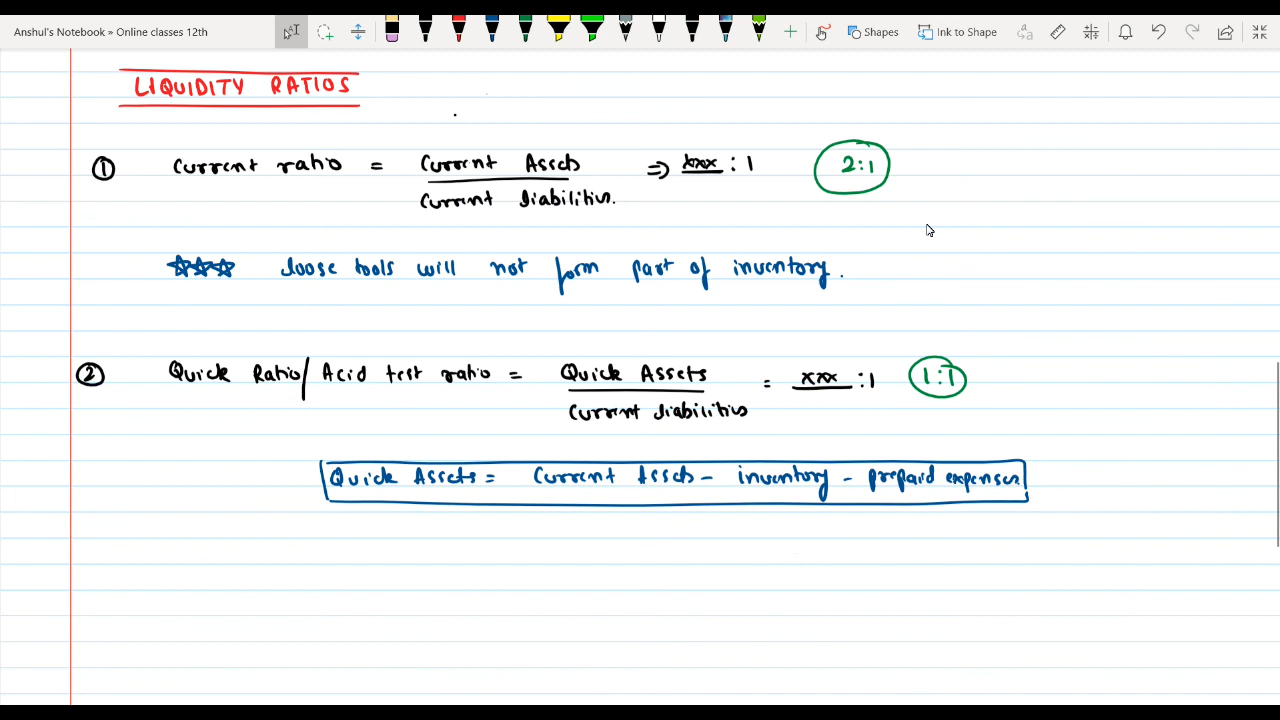 Anshul's Notebook » Online classes 12th
Shapes
Ink to Shape
LIQUIDITY RATIOS
① Current ratio = Current Assets ⇒ xxx : 1 2:1
Current liabilities.
☆☆☆ loose tools will not form part of inventory.
② Quick Ratio/ Acid test ratio = Quick Assets = xxx : 1 1:1
Current liabilities
Quick Assets = Current Assets - inventory - prepaid expenses